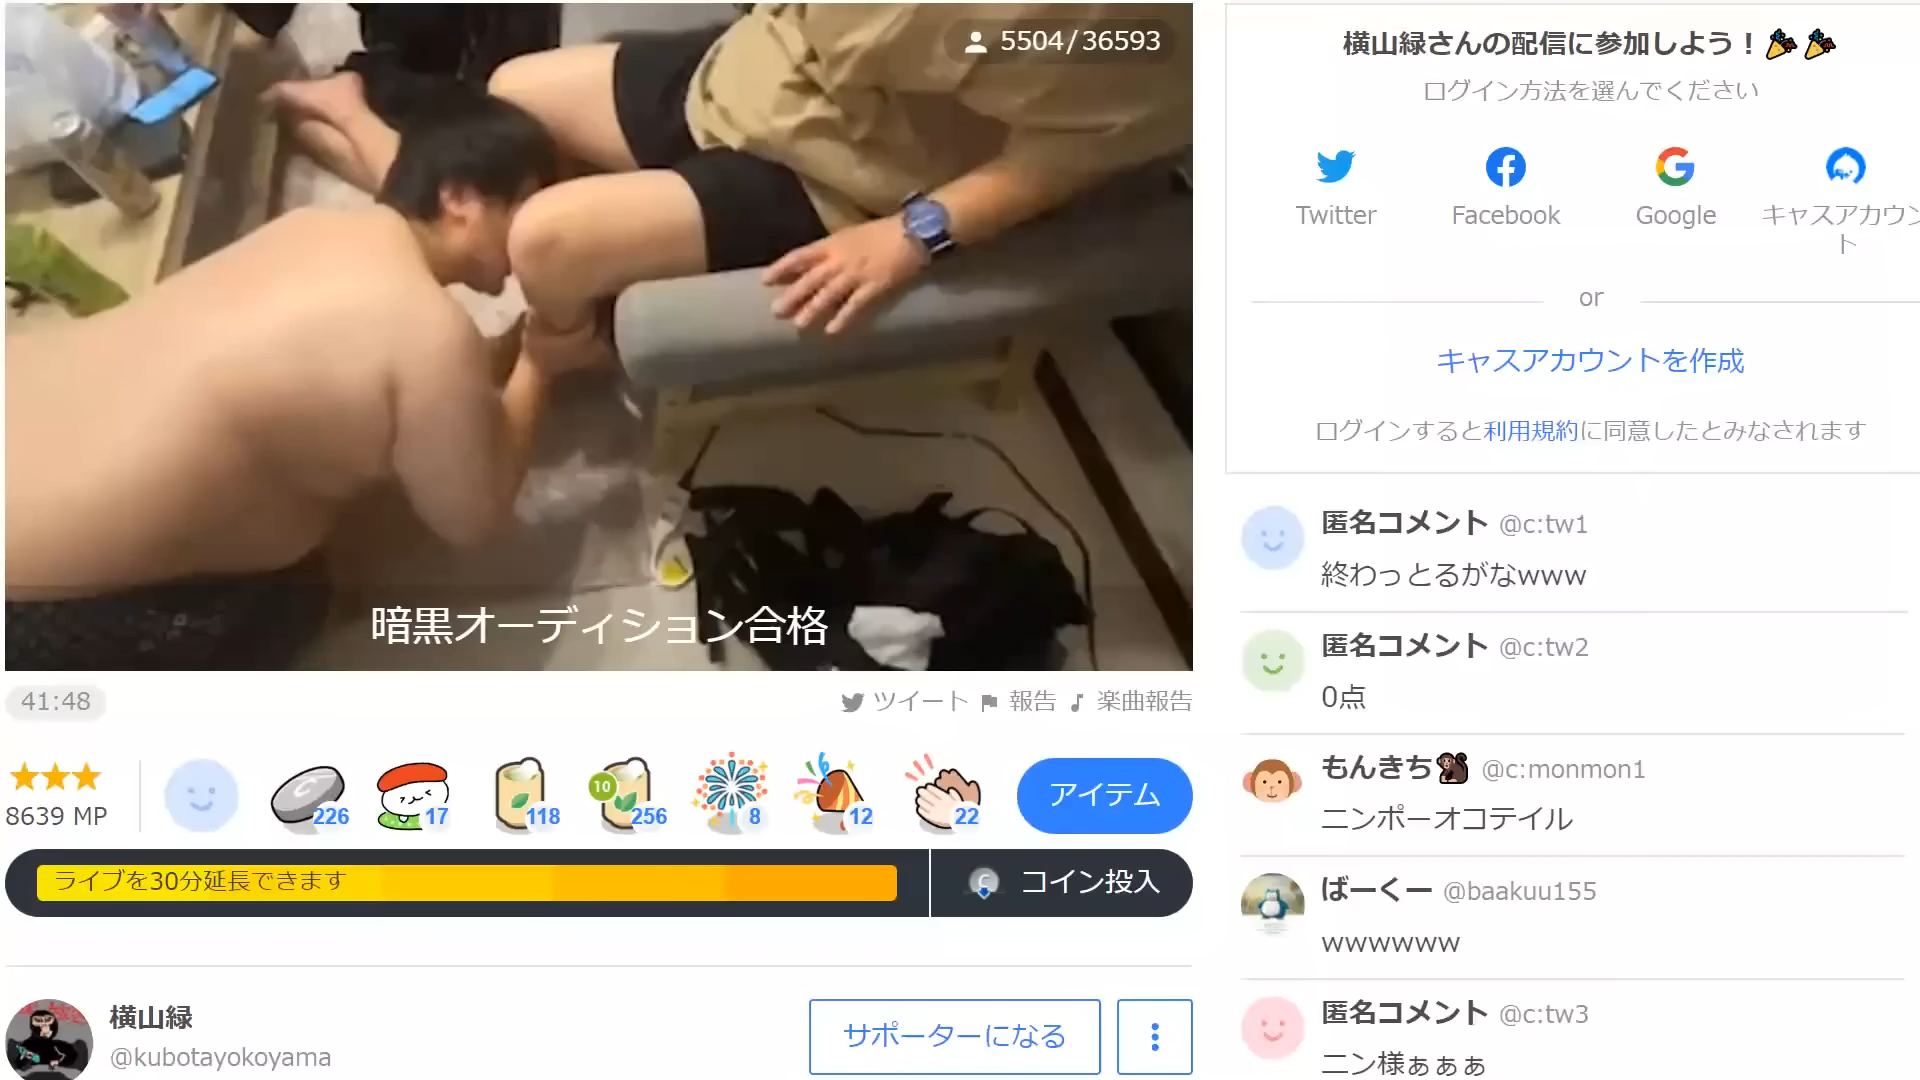 5504/36593
暗黒オーディション合格
41:48
ツイート 報告 楽曲報告
8639 MP
226
17
118
10
256
8
12
22
アイテム
ライブを30分延長できます
コイン投入
横山緑
@kubotayokoyama
サポーターになる
横山緑さんの配信に参加しよう！
ログイン方法を選んでください
Twitter
Facebook
Google
キャスアカウン
ト
or
キャスアカウントを作成
ログインすると利用規約に同意したとみなされます
匿名コメント @c:tw1
終わっとるがなwww
匿名コメント @c:tw2
0点
もんきち @c:monmon1
ニンポーオコテイル
ばーくー @baakuu155
wwwwww
匿名コメント @c:tw3
ニン様ぁぁぁ